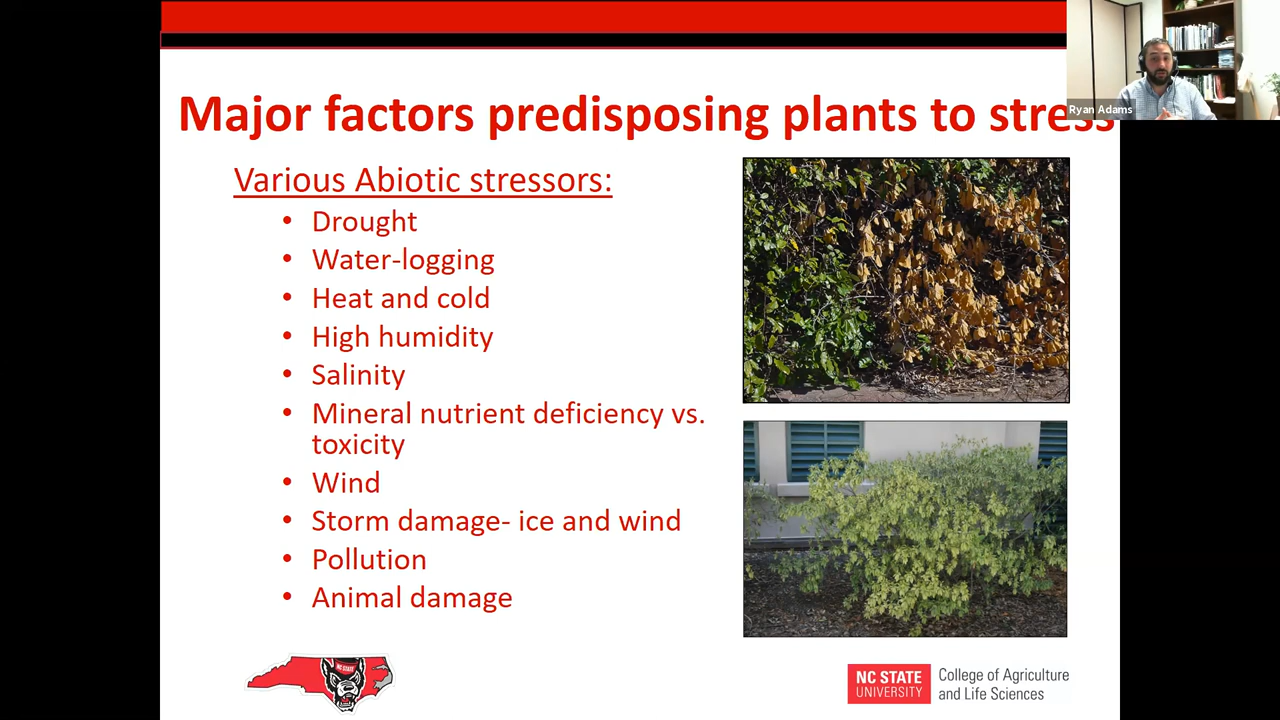 Major factors predisposing plants to stress
Ryan Adams
Various Abiotic stressors:
• Drought
• Water-logging
• Heat and cold
• High humidity
• Salinity
• Mineral nutrient deficiency vs.
toxicity
• Wind
• Storm damage- ice and wind
• Pollution
• Animal damage
NC STATE
NC STATE
UNIVERSITY
College of Agriculture
and Life Sciences